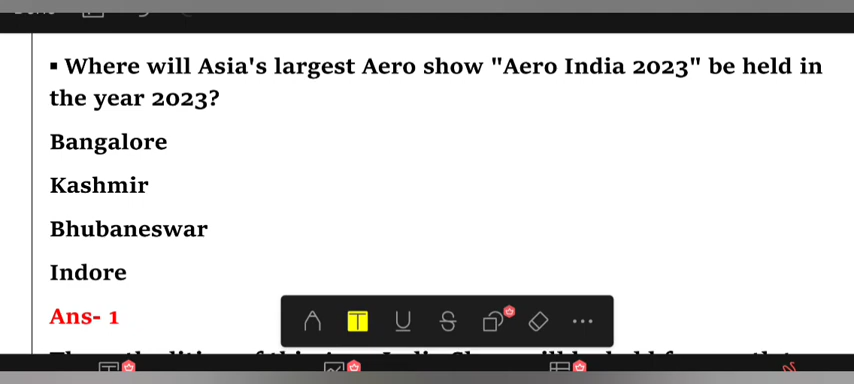 ▪ Where will Asia's largest Aero show "Aero India 2023" be held in
the year 2023?
Bangalore
Kashmir
Bhubaneswar
Indore
Ans- 1